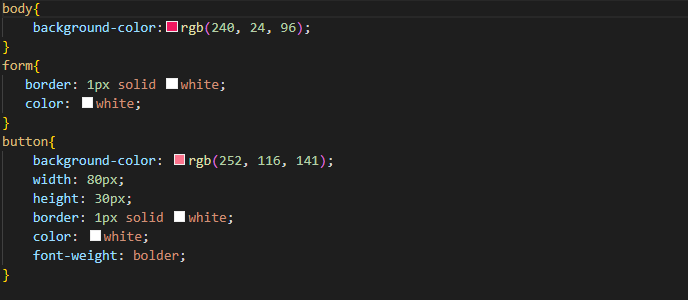 body{
    background-color: rgb(240, 24, 96);
}
form{
   border: 1px solid white;
   color: white;
}
button{
    background-color: rgb(252, 116, 141);
    width: 80px;
    height: 30px;
    border: 1px solid white;
    color: white;
    font-weight: bolder;
}